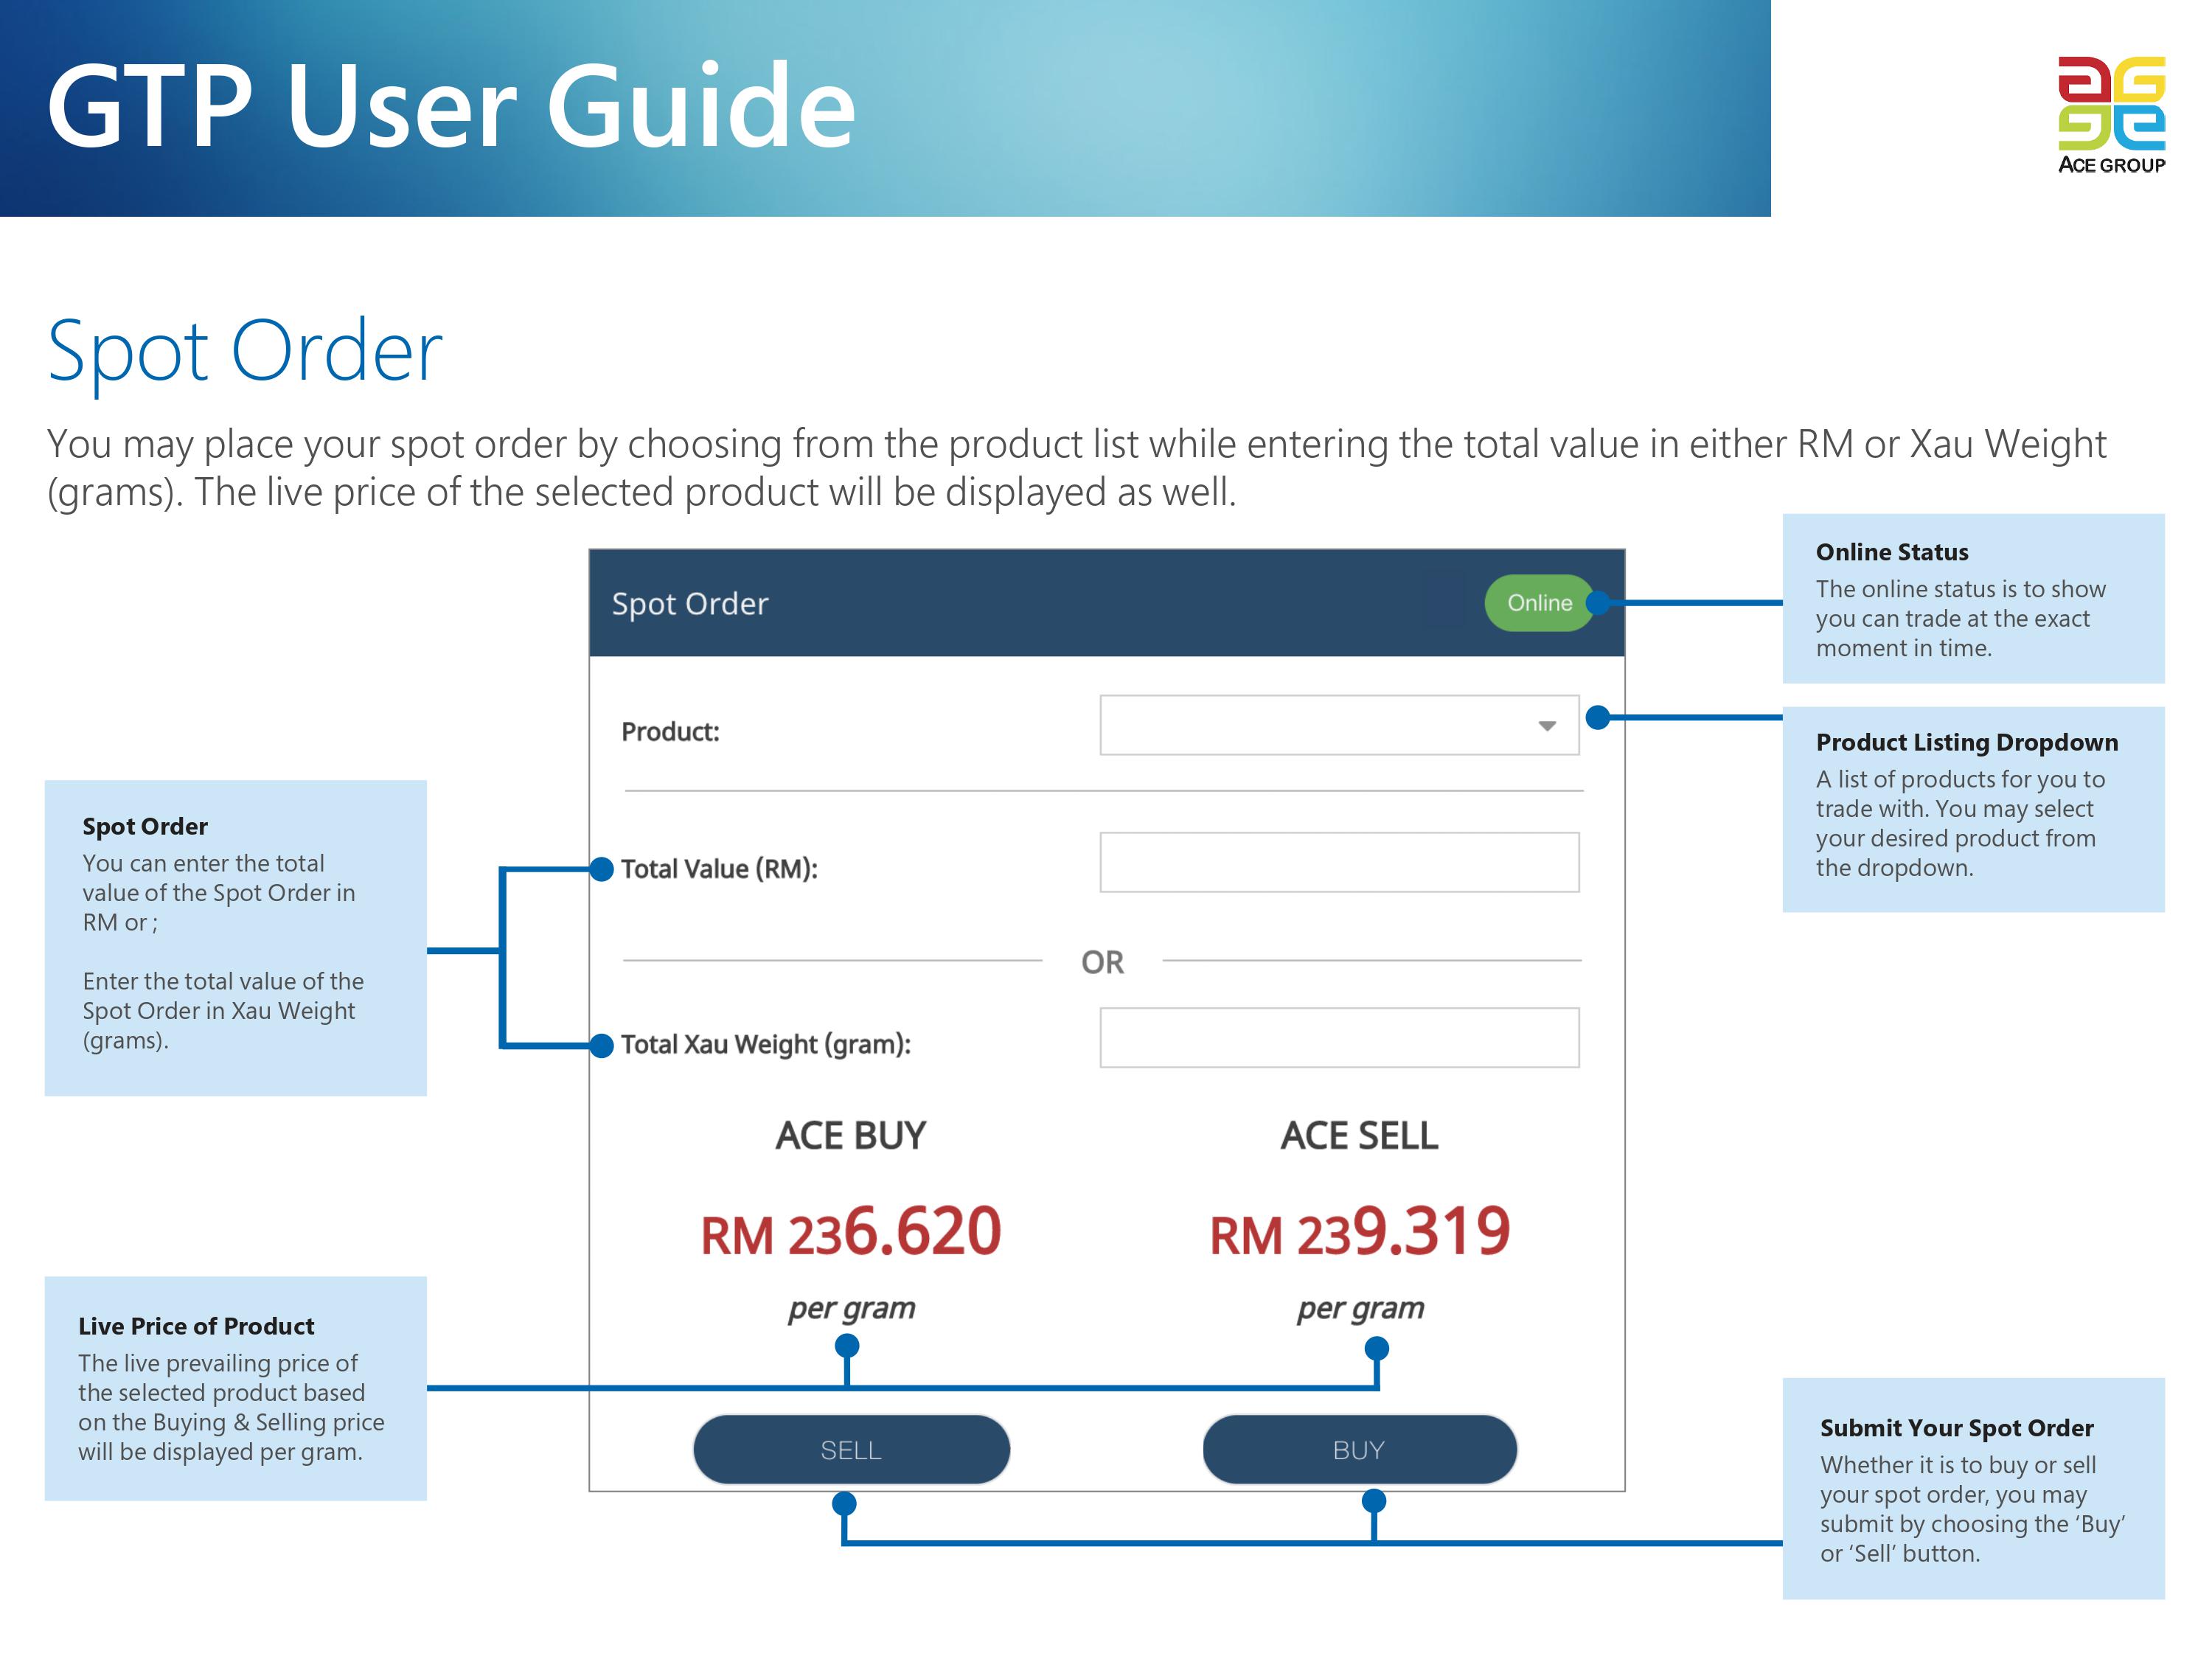 GTP User Guide
ACE GROUP
Spot Order
You may place your spot order by choosing from the product list while entering the total value in either RM or Xau Weight
(grams). The live price of the selected product will be displayed as well.
Spot Order
Online
Online Status
The online status is to show
you can trade at the exact
moment in time.
Product:
Product Listing Dropdown
A list of products for you to
trade with. You may select
your desired product from
the dropdown.
Spot Order
You can enter the total
value of the Spot Order in
RM or ;
Enter the total value of the
Spot Order in Xau Weight
(grams).
Total Value (RM):
OR
Total Xau Weight (gram):
ACE BUY
ACE SELL
RM 236.620
RM 239.319
per gram
per gram
Live Price of Product
The live prevailing price of
the selected product based
on the Buying & Selling price
will be displayed per gram.
SELL
BUY
Submit Your Spot Order
Whether it is to buy or sell
your spot order, you may
submit by choosing the ‘Buy’
or ‘Sell’ button.